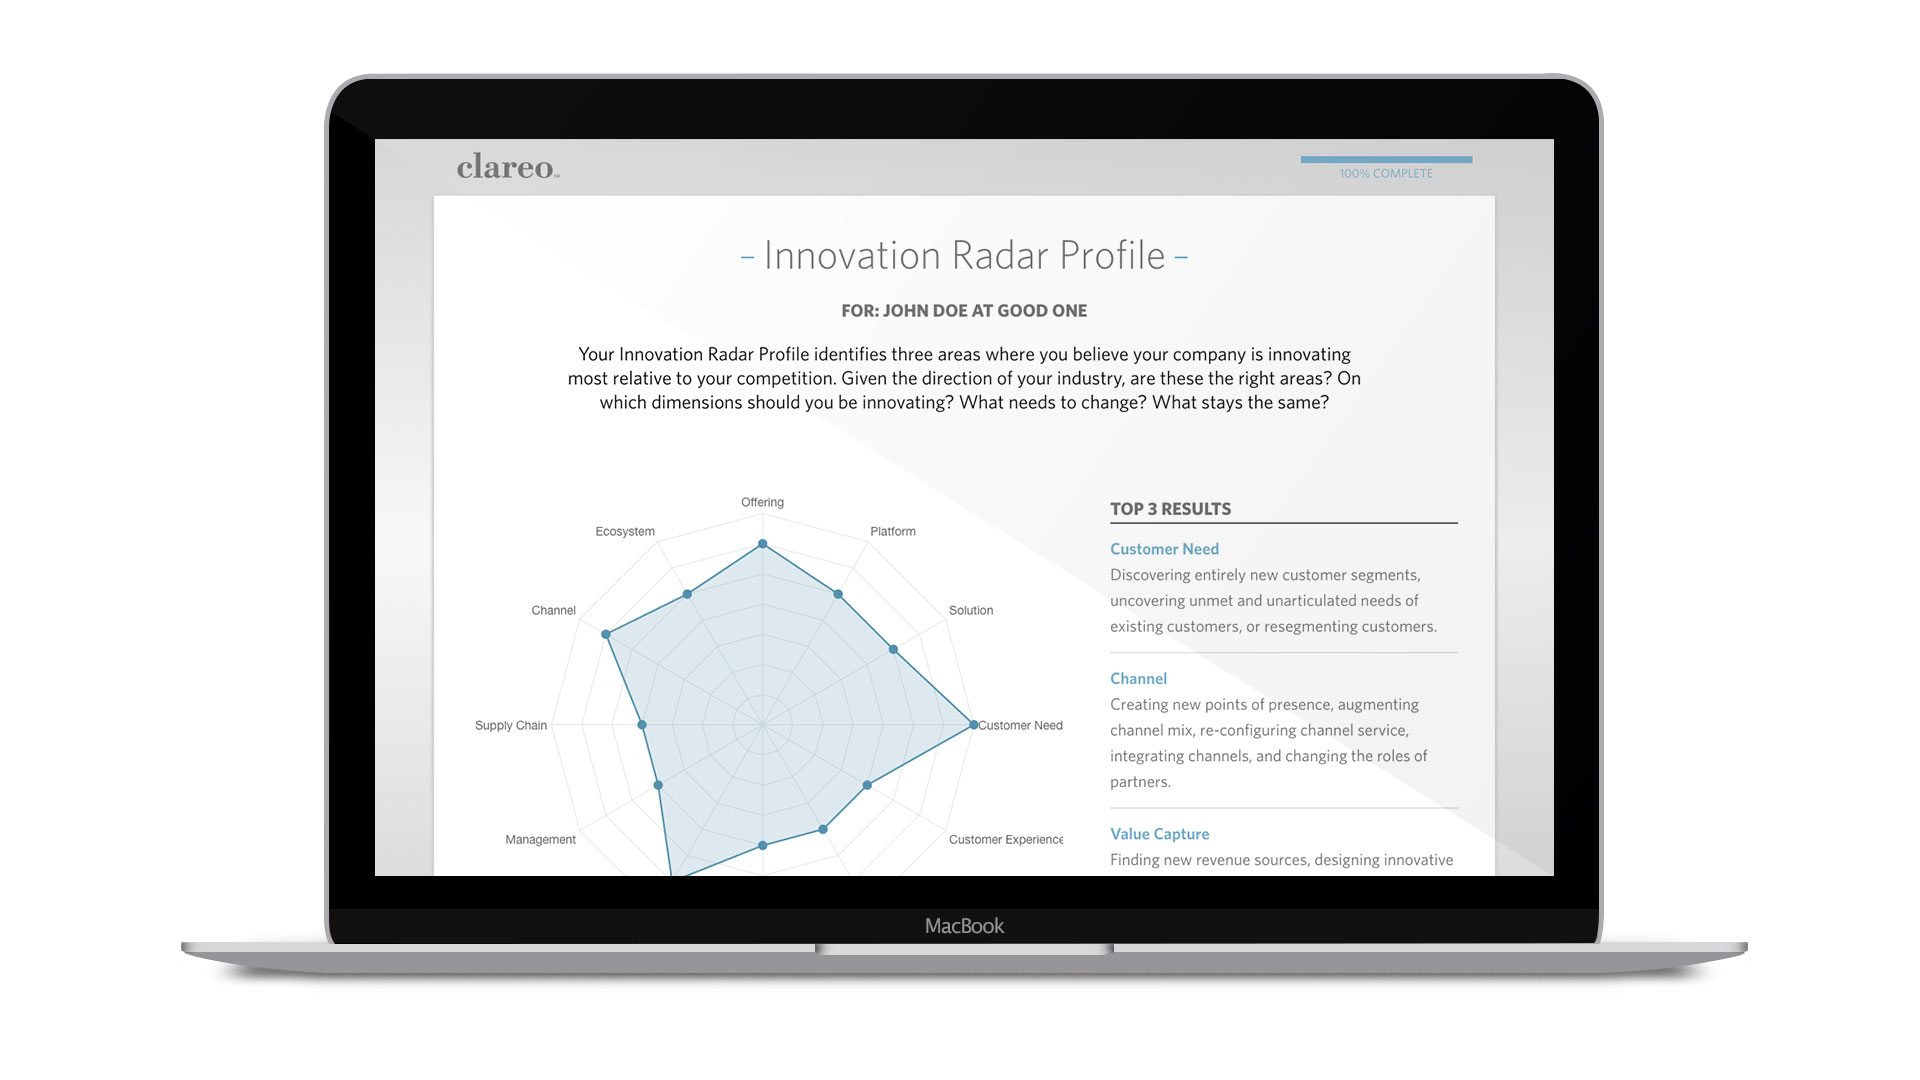 clareo
100% COMPLETE
– Innovation Radar Profile –
FOR: JOHN DOE AT GOOD ONE
Your Innovation Radar Profile identifies three areas where you believe your company is innovating
most relative to your competition. Given the direction of your industry, are these the right areas? On
which dimensions should you be innovating? What needs to change? What stays the same?
Offering
Ecosystem
Platform
Channel
Solution
Supply Chain
Customer Need
Management
Customer Experience
TOP 3 RESULTS
Customer Need
Discovering entirely new customer segments,
uncovering unmet and unarticulated needs of
existing customers, or resegmenting customers.
Channel
Creating new points of presence, augmenting
channel mix, re-configuring channel service,
integrating channels, and changing the roles of
partners.
Value Capture
Finding new revenue sources, designing innovative
MacBook